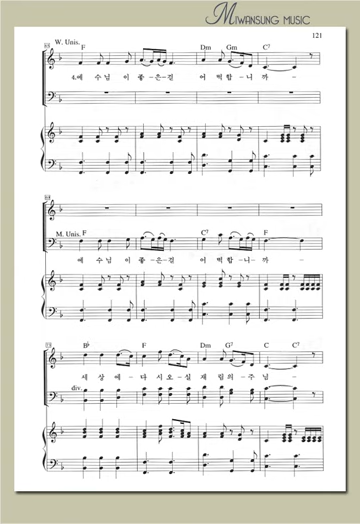 MIWANSUNG MUSIC
121
W. Unis. F Dm Gm C7
4.예 수 님 이 좋 - 은 - 걸 어 떡 합 - 니 까 -
M. Unis. F C7 F
예 수 님 이 좋 - 은 - 걸 어 떡 합 - 니 까 -
B♭ F Dm G7 C C7
세 상 에 - 다 시 오 - 실 재 림 의 - 주 님 -
div.